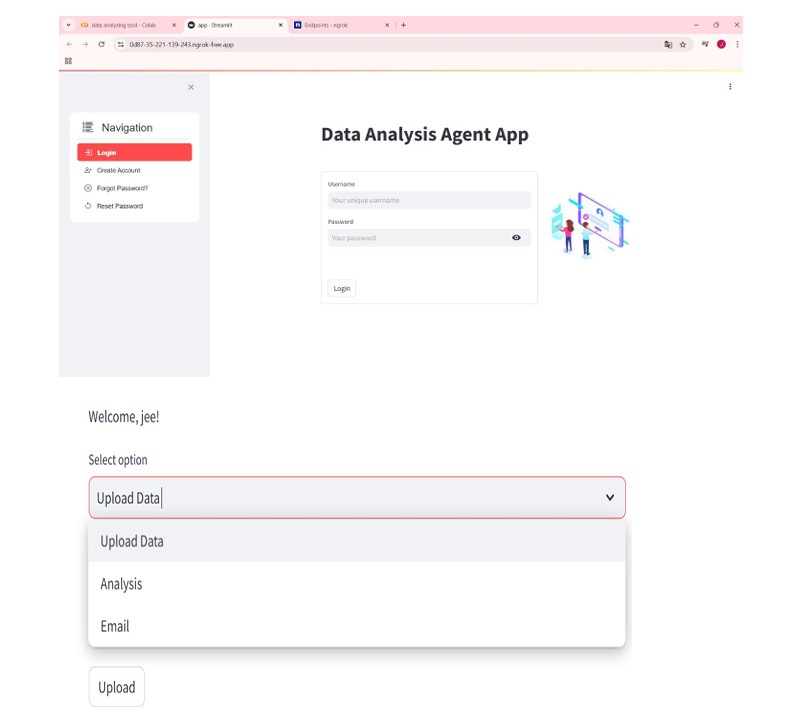 data analyzing tool - Colab
app · Streamlit
Endpoints - ngrok
0d87-35-221-139-243.ngrok-free.app
J
Navigation
Login
Create Account
Forgot Password?
Reset Password
Data Analysis Agent App
Username
Your unique username
Password
Your password
Login
Welcome, jee!
Select option
Upload Data
Upload Data
Analysis
Email
Upload